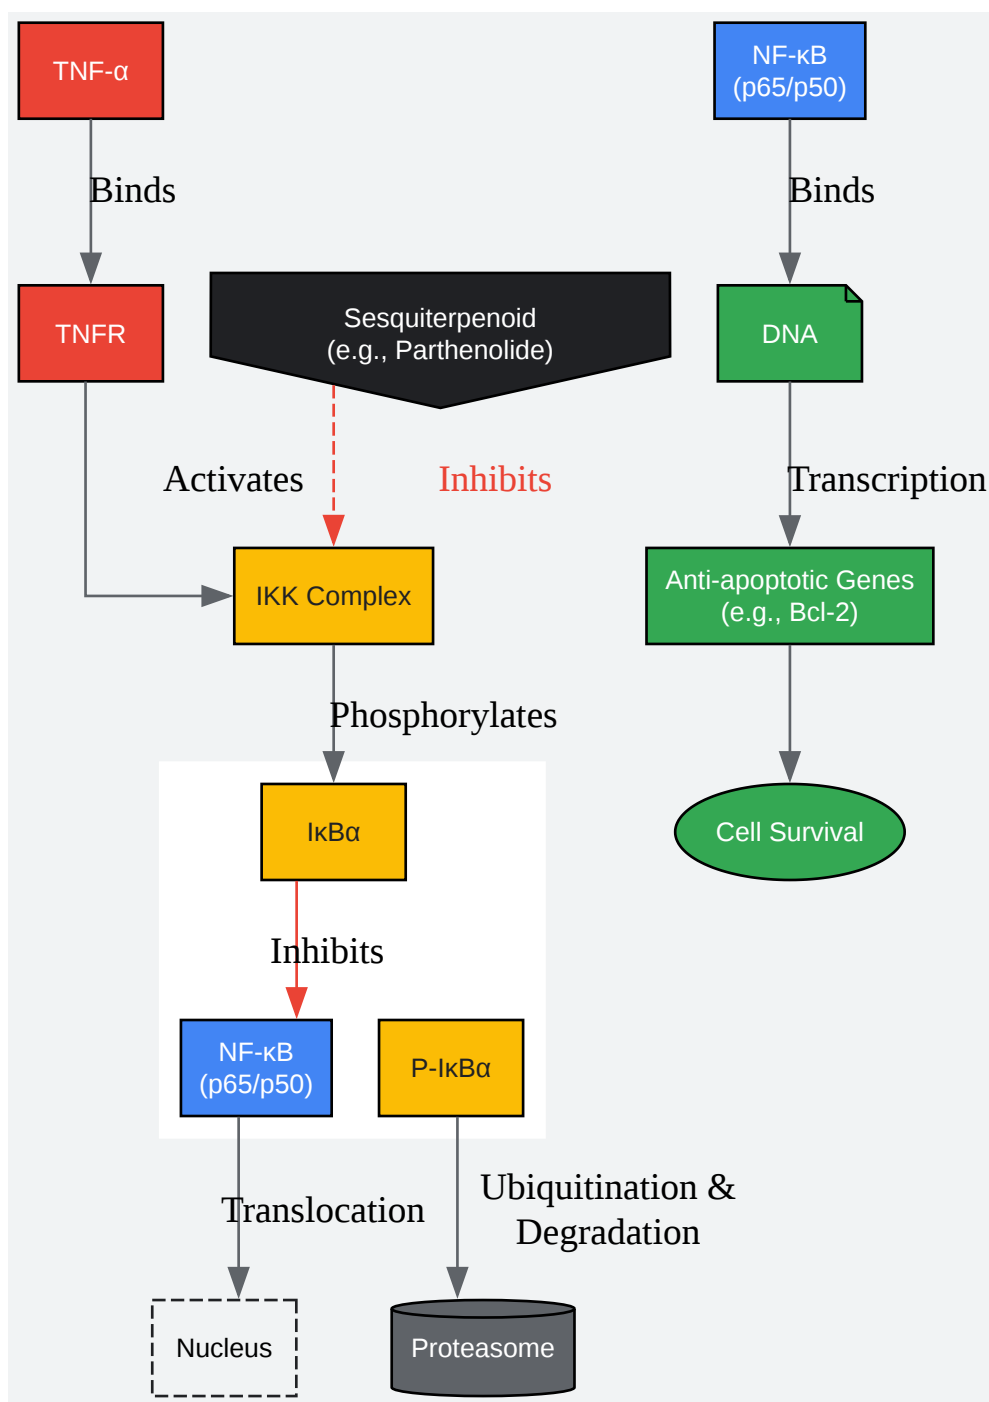 TNF-α
NF-κB
(p65/p50)
Binds
Binds
TNFR
Sesquiterpenoid
(e.g., Parthenolide)
DNA
Activates
Inhibits
Transcription
IKK Complex
Anti-apoptotic Genes
(e.g., Bcl-2)
Phosphorylates
IκBα
Cell Survival
Inhibits
NF-κB
(p65/p50)
P-IκBα
Translocation
Ubiquitination &
Degradation
Nucleus
Proteasome